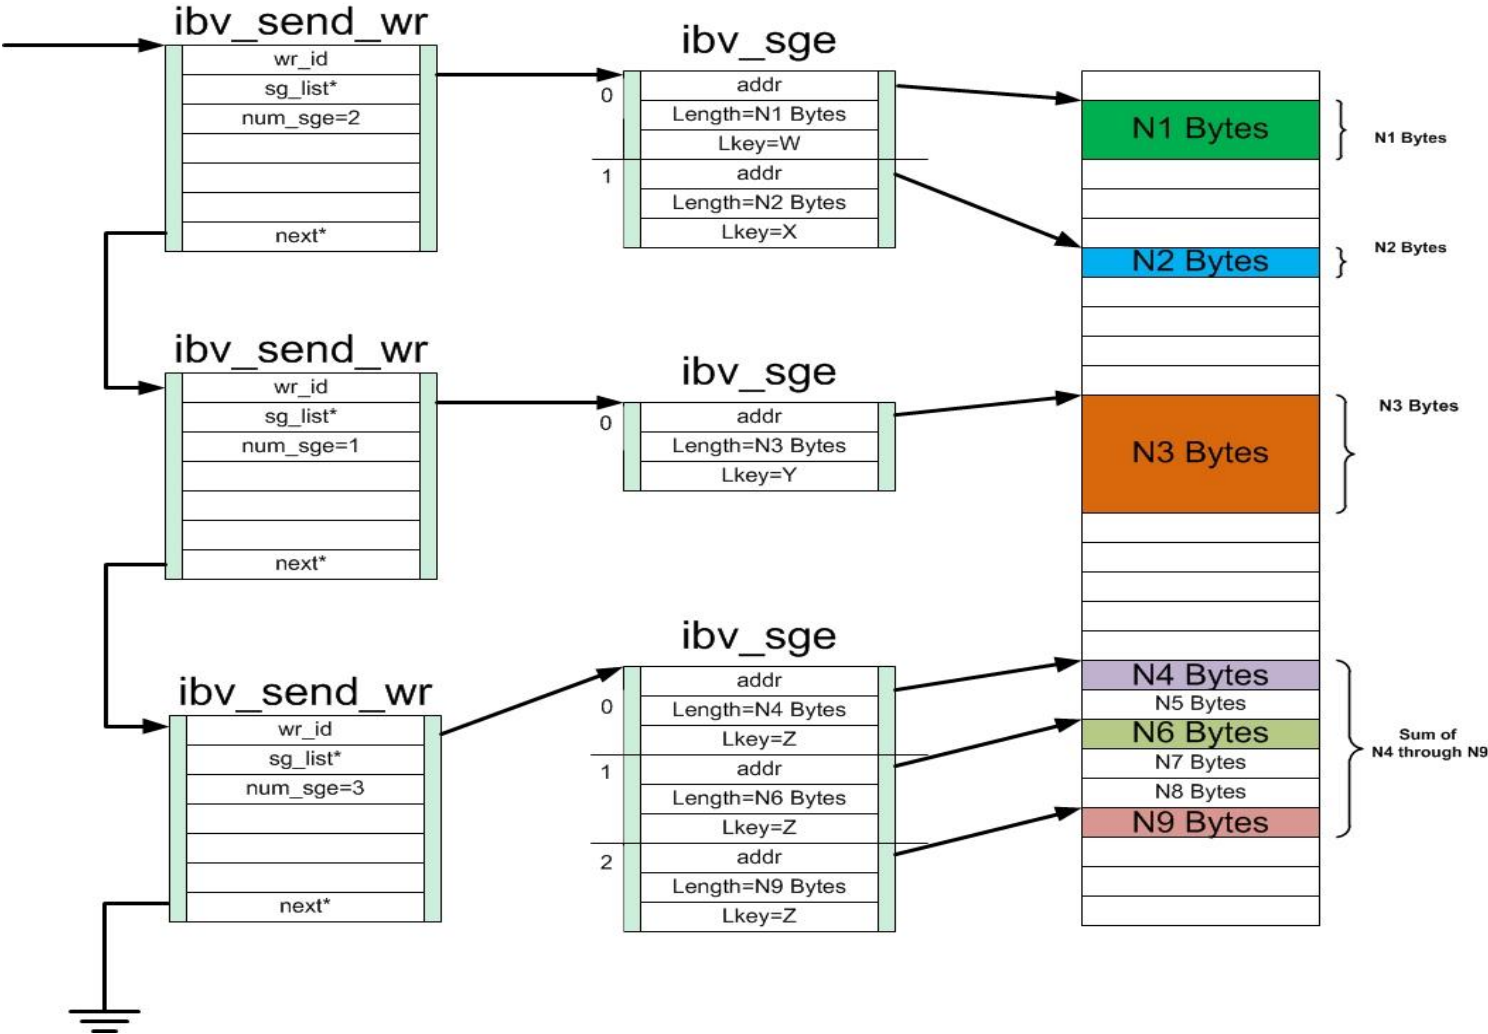 ibv_send_wr
wr_id
sg_list*
num_sge=2
next*
ibv_sge
0
addr
Length=N1 Bytes
Lkey=W
1
addr
Length=N2 Bytes
Lkey=X
N1 Bytes
N1 Bytes
N2 Bytes
N2 Bytes
ibv_send_wr
wr_id
sg_list*
num_sge=1
next*
ibv_sge
0
addr
Length=N3 Bytes
Lkey=Y
N3 Bytes
N3 Bytes
ibv_send_wr
wr_id
sg_list*
num_sge=3
next*
ibv_sge
0
addr
Length=N4 Bytes
Lkey=Z
1
addr
Length=N6 Bytes
Lkey=Z
2
addr
Length=N9 Bytes
Lkey=Z
N4 Bytes
N5 Bytes
N6 Bytes
N7 Bytes
N8 Bytes
N9 Bytes
Sum of
N4 through N9